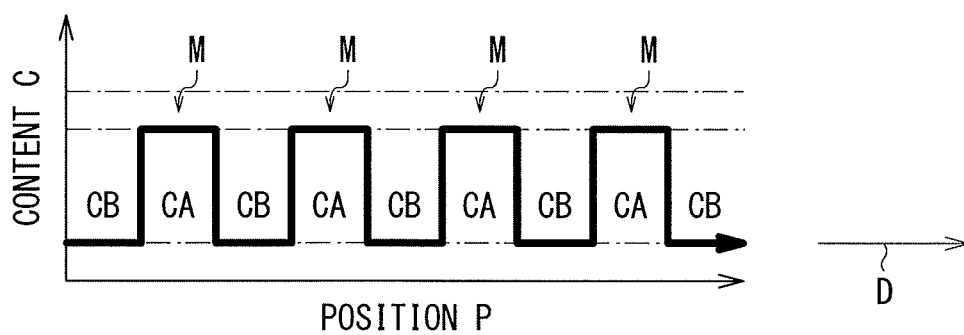 M M M M
CONTENT C
CB CA CB CA CB CA CB CA CB
D
POSITION P